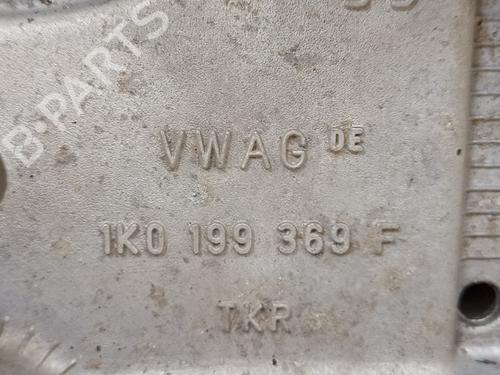 B-PARTS
VWAG DE
1K0 199 369 F
TKR